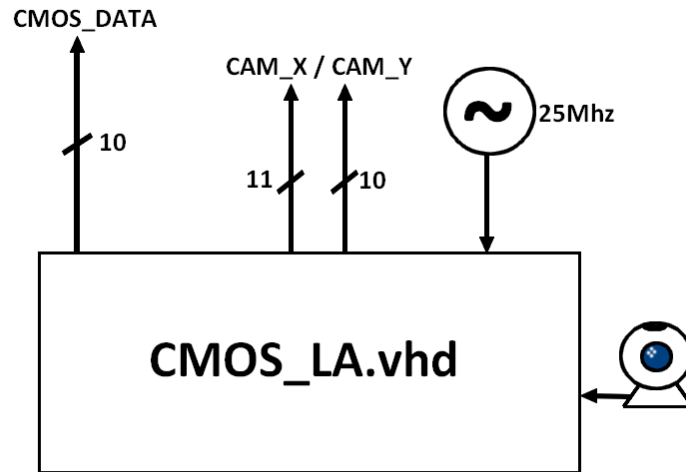 CMOS_DATA
CAM_X / CAM_Y
25Mhz
10
11
10
CMOS_LA.vhd